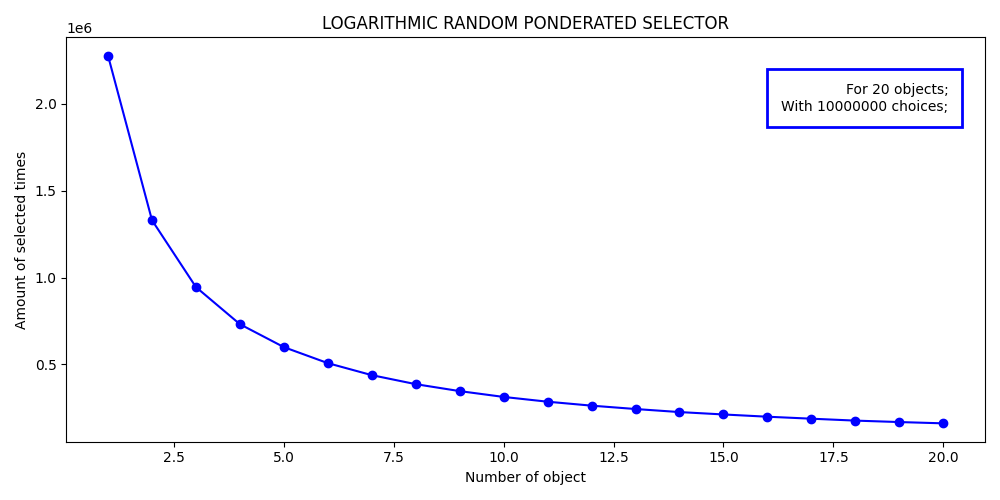 LOGARITHMIC RANDOM PONDERATED SELECTOR
1e6
For 20 objects;
With 10000000 choices;
2.0
1.5
1.0
0.5
Amount of selected times
2.5 5.0 7.5 10.0 12.5 15.0 17.5 20.0
Number of object